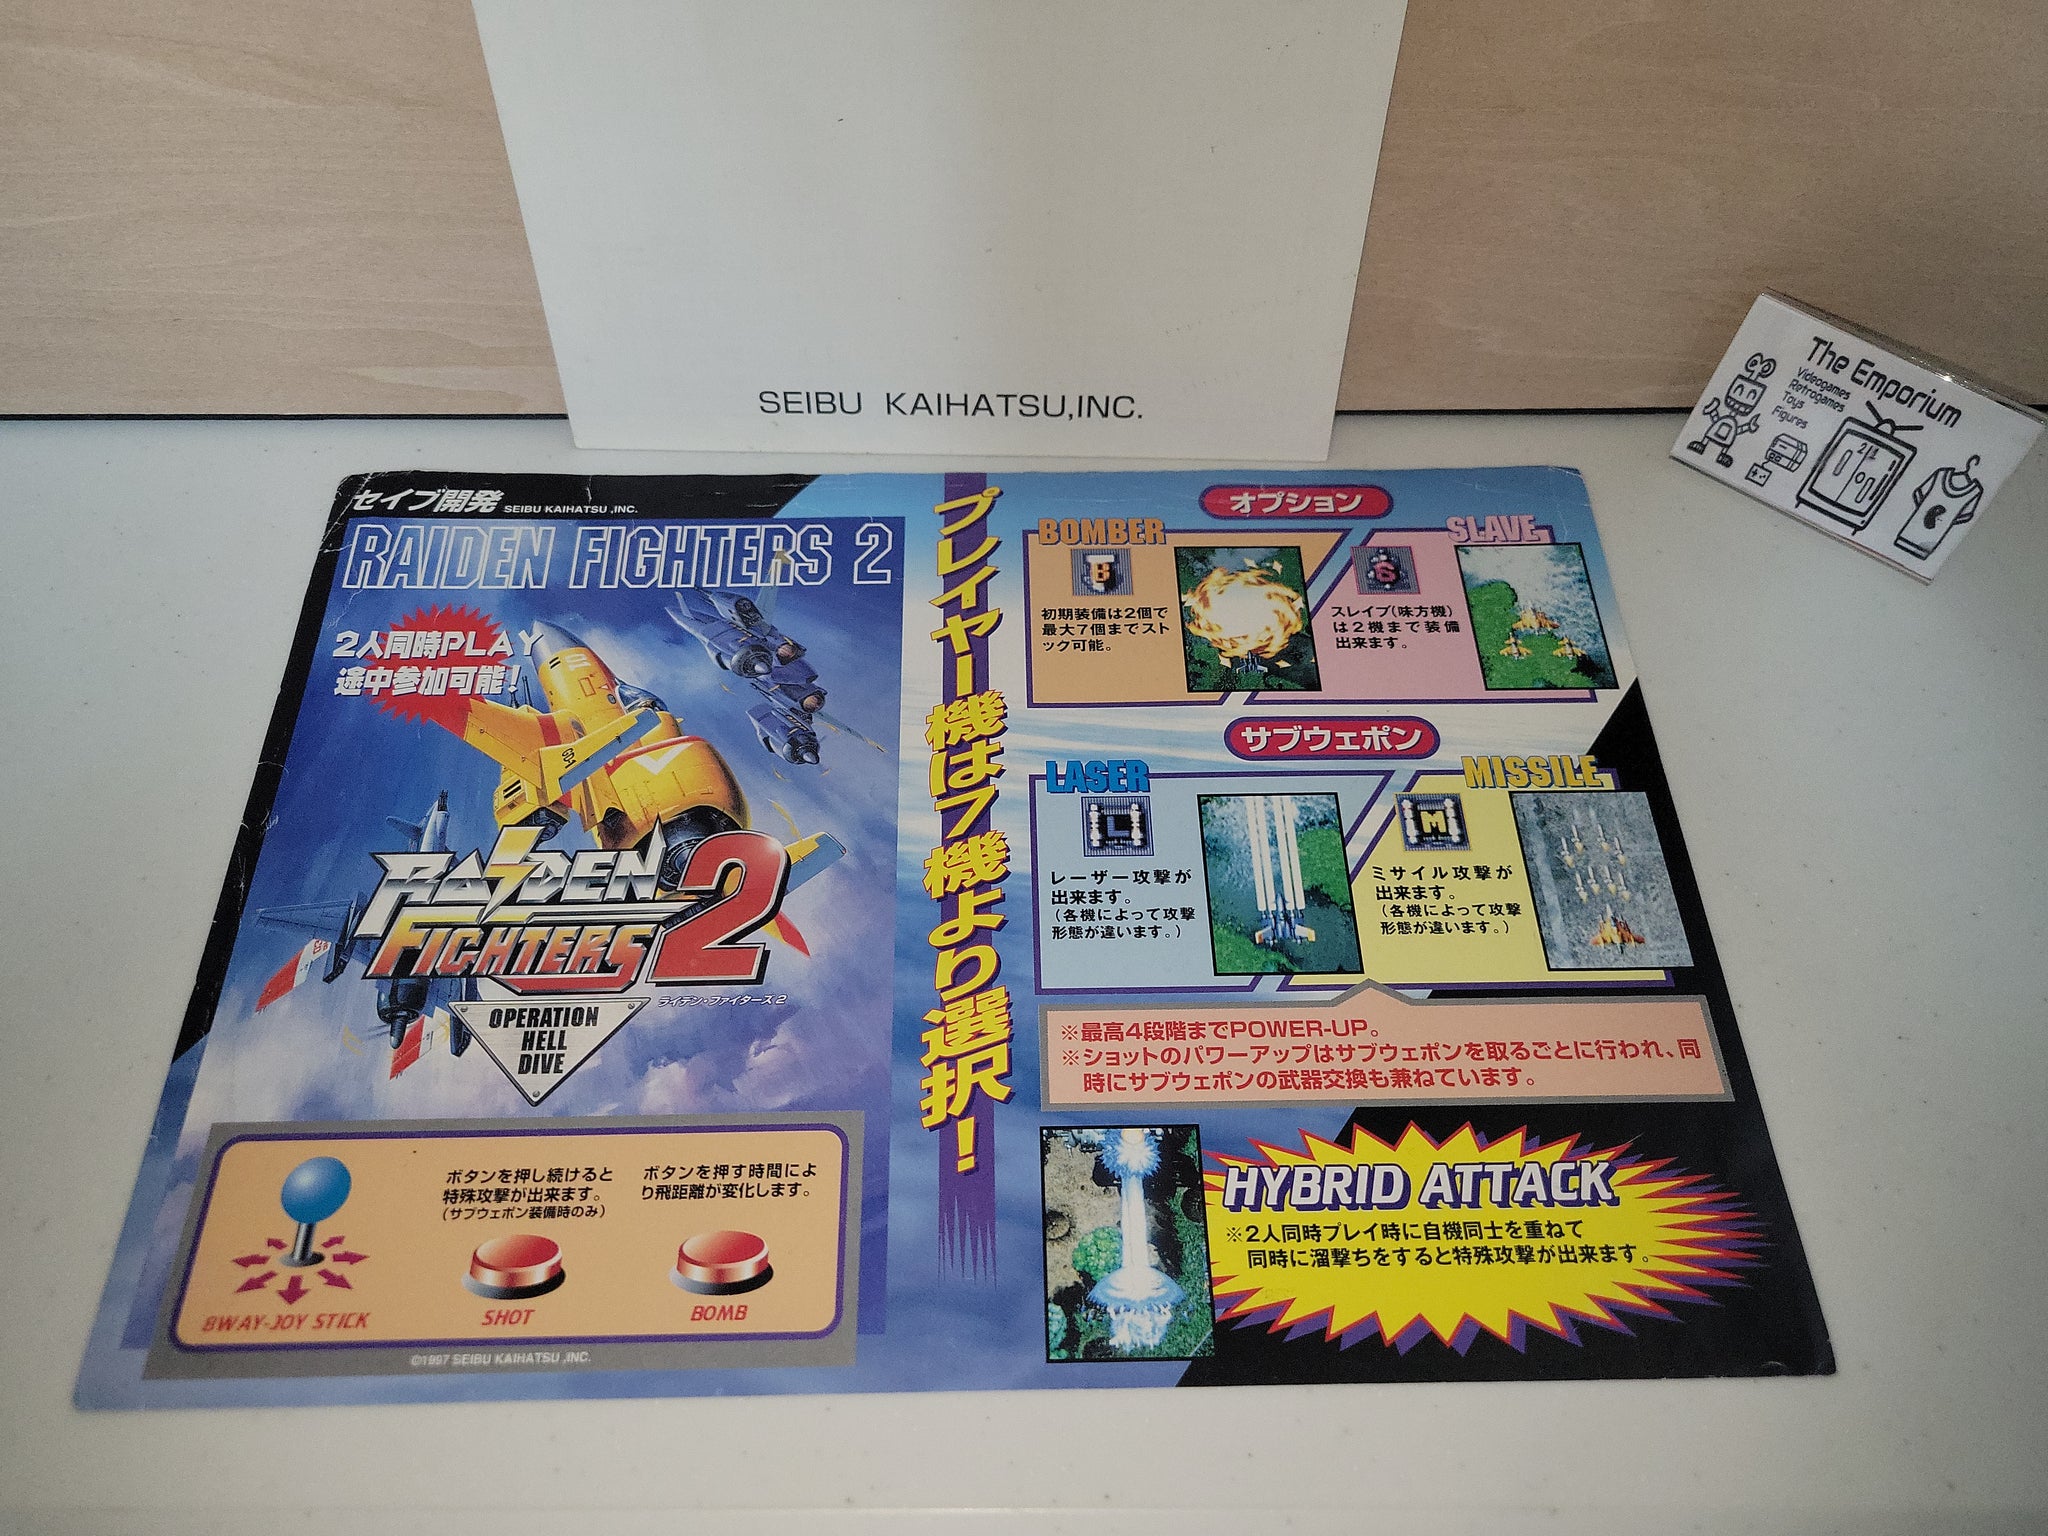 SEIBU KAIHATSU,INC.
The Emporium
Videogames
Retrogames
Toys
Figures
セイブ開発 SEIBU KAIHATSU ,INC.
RAIDEN FIGHTERS 2
2人同時PLAY
途中参加可能!
RAIDEN
FIGHTERS 2
ライデン・ファイターズ2
OPERATION
HELL
DIVE
ボタンを押し続けると
特殊攻撃が出来ます。
(サブウェポン装備時のみ)
ボタンを押す時間によ
り飛距離が変化します。
8WAY-JOY STICK
SHOT
BOMB
©1997 SEIBU KAIHATSU ,INC.
プレイヤー機は7機より選択!
オプション
BOMBER
B
初期装備は2個で
最大7個までスト
ック可能。
SLAVE
S
スレイブ(味方機)
は2機まで装備
出来ます。
サブウェポン
LASER
L
レーザー攻撃が
出来ます。
(各機によって攻撃
形態が違います。)
MISSILE
M
ミサイル攻撃が
出来ます。
(各機によって攻撃
形態が違います。)
※最高4段階までPOWER-UP。
※ショットのパワーアップはサブウェポンを取るごとに行われ、同
時にサブウェポンの武器交換も兼ねています。
HYBRID ATTACK
※2人同時プレイ時に自機同士を重ねて
同時に溜撃ちをすると特殊攻撃が出来ます。